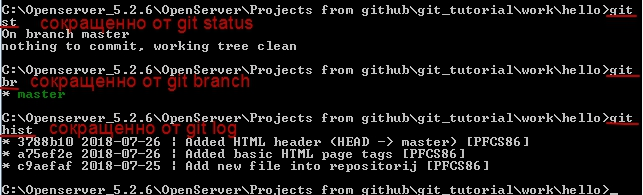 C:\Openserver_5.2.6\OpenServer\Projects from github\git_tutorial\work\hello>git
st сокращенно от git status
On branch master
nothing to commit, working tree clean
C:\Openserver_5.2.6\OpenServer\Projects from github\git_tutorial\work\hello>git
br сокращенно от git branch
* master
C:\Openserver_5.2.6\OpenServer\Projects from github\git_tutorial\work\hello>git
hist сокращенно от git log
* 3788b10 2018-07-26 ¦ Added HTML header (HEAD -> master) [PFCS86]
* a75ef2e 2018-07-26 ¦ Added basic HTML page tags [PFCS86]
* c9aefaf 2018-07-25 ¦ Add new file into repositorij [PFCS86]
C:\Openserver_5.2.6\OpenServer\Projects from github\git_tutorial\work\hello>_